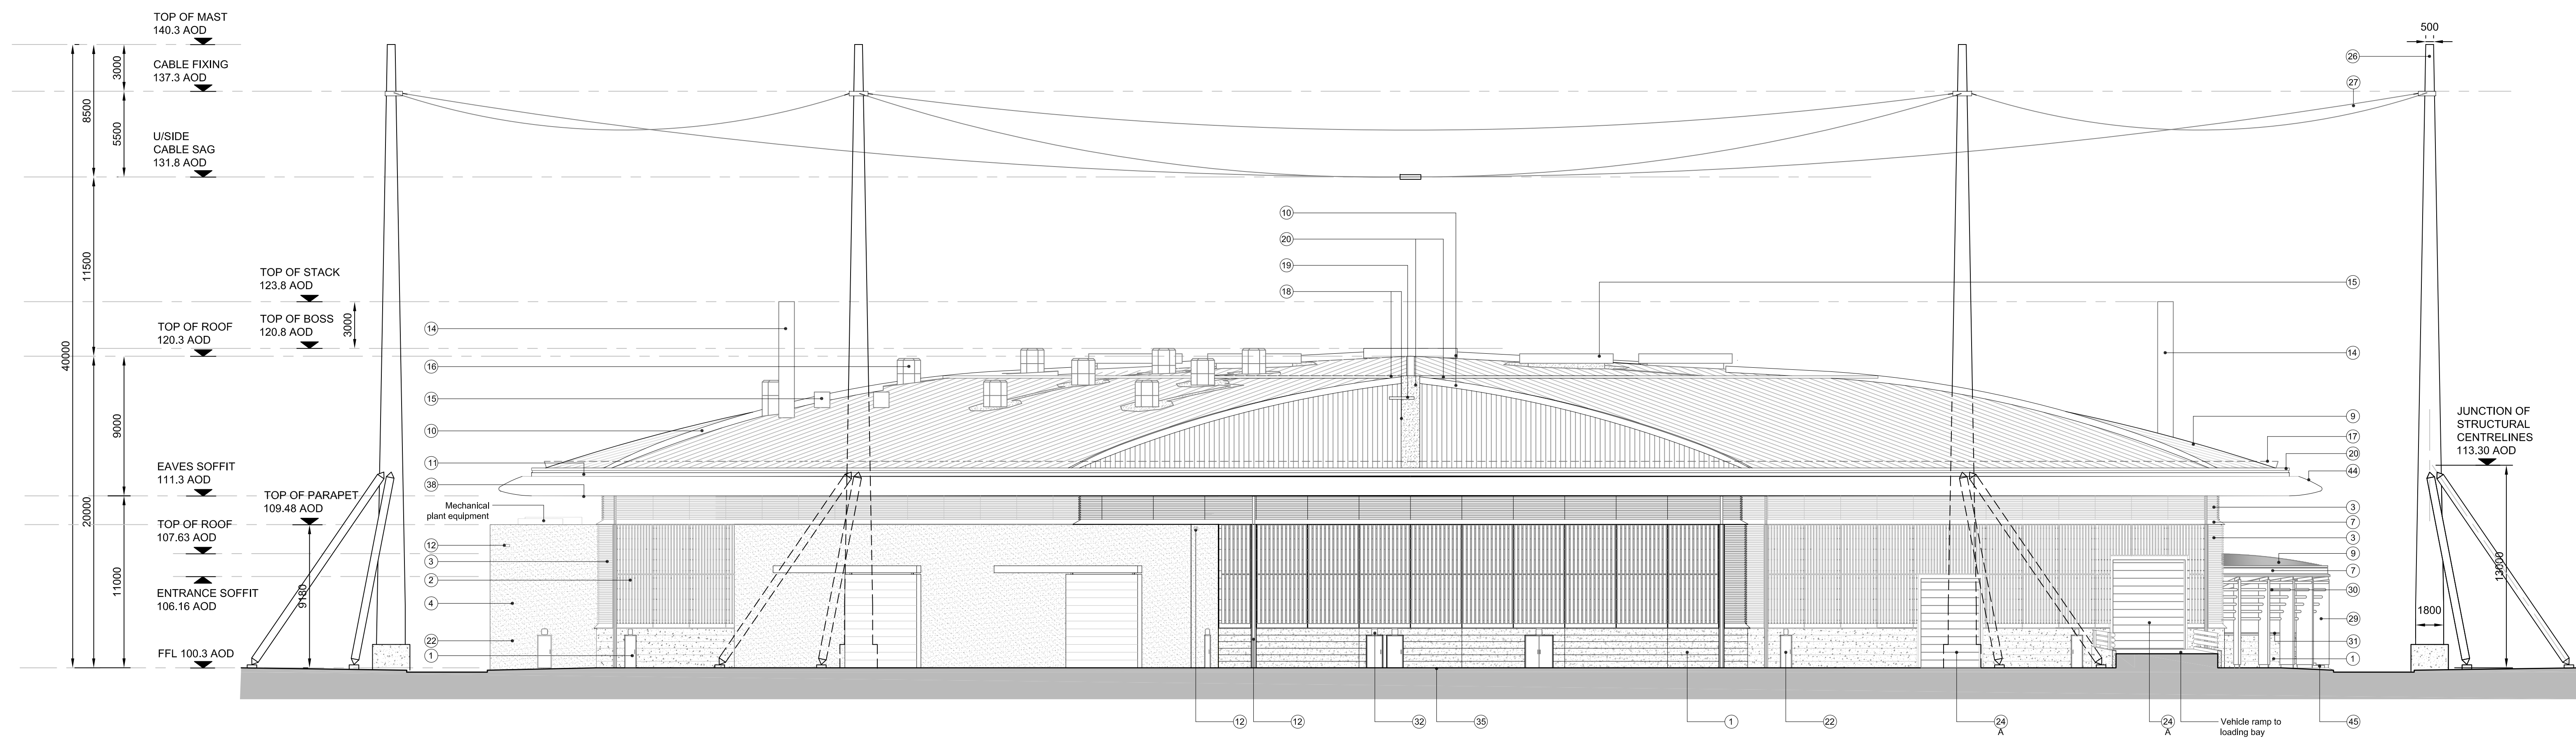 TOP OF MAST
140.3 AOD
CABLE FIXING
137.3 AOD
U/SIDE
CABLE SAG
131.8 AOD
TOP OF STACK
123.8 AOD
TOP OF BOSS
120.8 AOD
TOP OF ROOF
120.3 AOD
EAVES SOFFIT
111.3 AOD
TOP OF PARAPET
109.48 AOD
TOP OF ROOF
107.63 AOD
ENTRANCE SOFFIT
106.16 AOD
FFL 100.3 AOD
40000
8500
11500
20000
3000
5500
9000
11000
3000
9180
Mechanical
plant equipment
14
16
15
10
11
38
12
3
2
4
22
1
10
20
19
18
15
500
26
27
14
9
17
20
44
3
7
3
9
7
30
29
31
1
45
JUNCTION OF
STRUCTURAL
CENTRELINES
113.30 AOD
13000
1800
12
12
32
35
1
22
24
A
24
A
Vehicle ramp to
loading bay